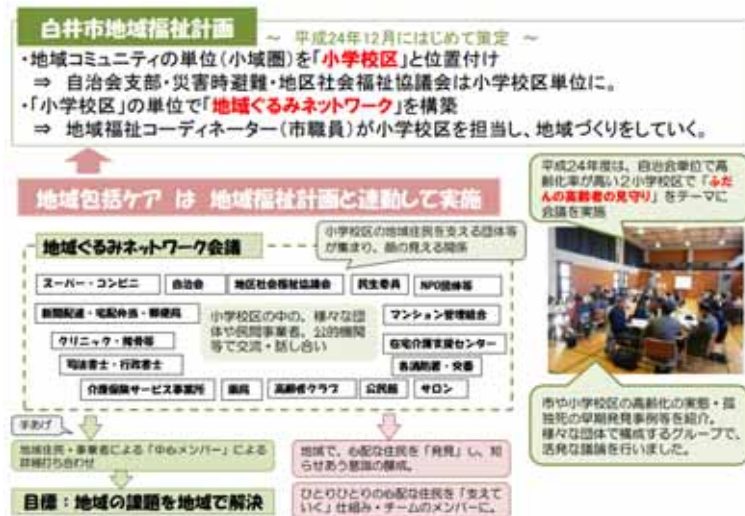 白井市地域福祉計画
～ 平成24年12月にはじめて策定 ～
・地域コミュニティの単位(小域圏)を「小学校区」と位置付け
⇒ 自治会支部・災害時避難・地区社会福祉協議会は小学校区単位に。
・「小学校区」の単位で「地域ぐるみネットワーク」を構築
⇒ 地域福祉コーディネーター(市職員)が小学校区を担当し、地域づくりをしていく。
地域包括ケア は 地域福祉計画と連動して実施
平成24年度は、自治会単位で高
齢化率が高い2小学校区で「ふだ
んの高齢者の見守り」をテーマに
会議を実施
地域ぐるみネットワーク会議
小学校区の地域住民を支える団体等
が集まり、顔の見える関係
スーパー・コンビニ
自治会
地区社会福祉協議会
民生委員
NPO団体等
新聞配達・宅配弁当・郵便局
小学校区の中の、様々な団
体や民間事業者、公的機関
等で交流・話し合い
マンション管理組合
クリニック・接骨等
在宅介護支援センター
司法書士・行政書士
各消防署・交番
介護保険サービス事業所
薬局
高齢者クラブ
公民館
サロン
手あげ
地域住民・事業者による「中心メンバー」による
詳細打ち合わせ
地域で、心配な住民を「発見」し、知
らせあう意識の醸成。
市や小学校区の高齢化の実態・孤
独死の早期発見事例等を紹介。
様々な団体で構成するグループで、
活発な議論を行いました。
目標：地域の課題を地域で解決
ひとりひとりの心配な住民を「支えて
いく」仕組み・チームのメンバーに。